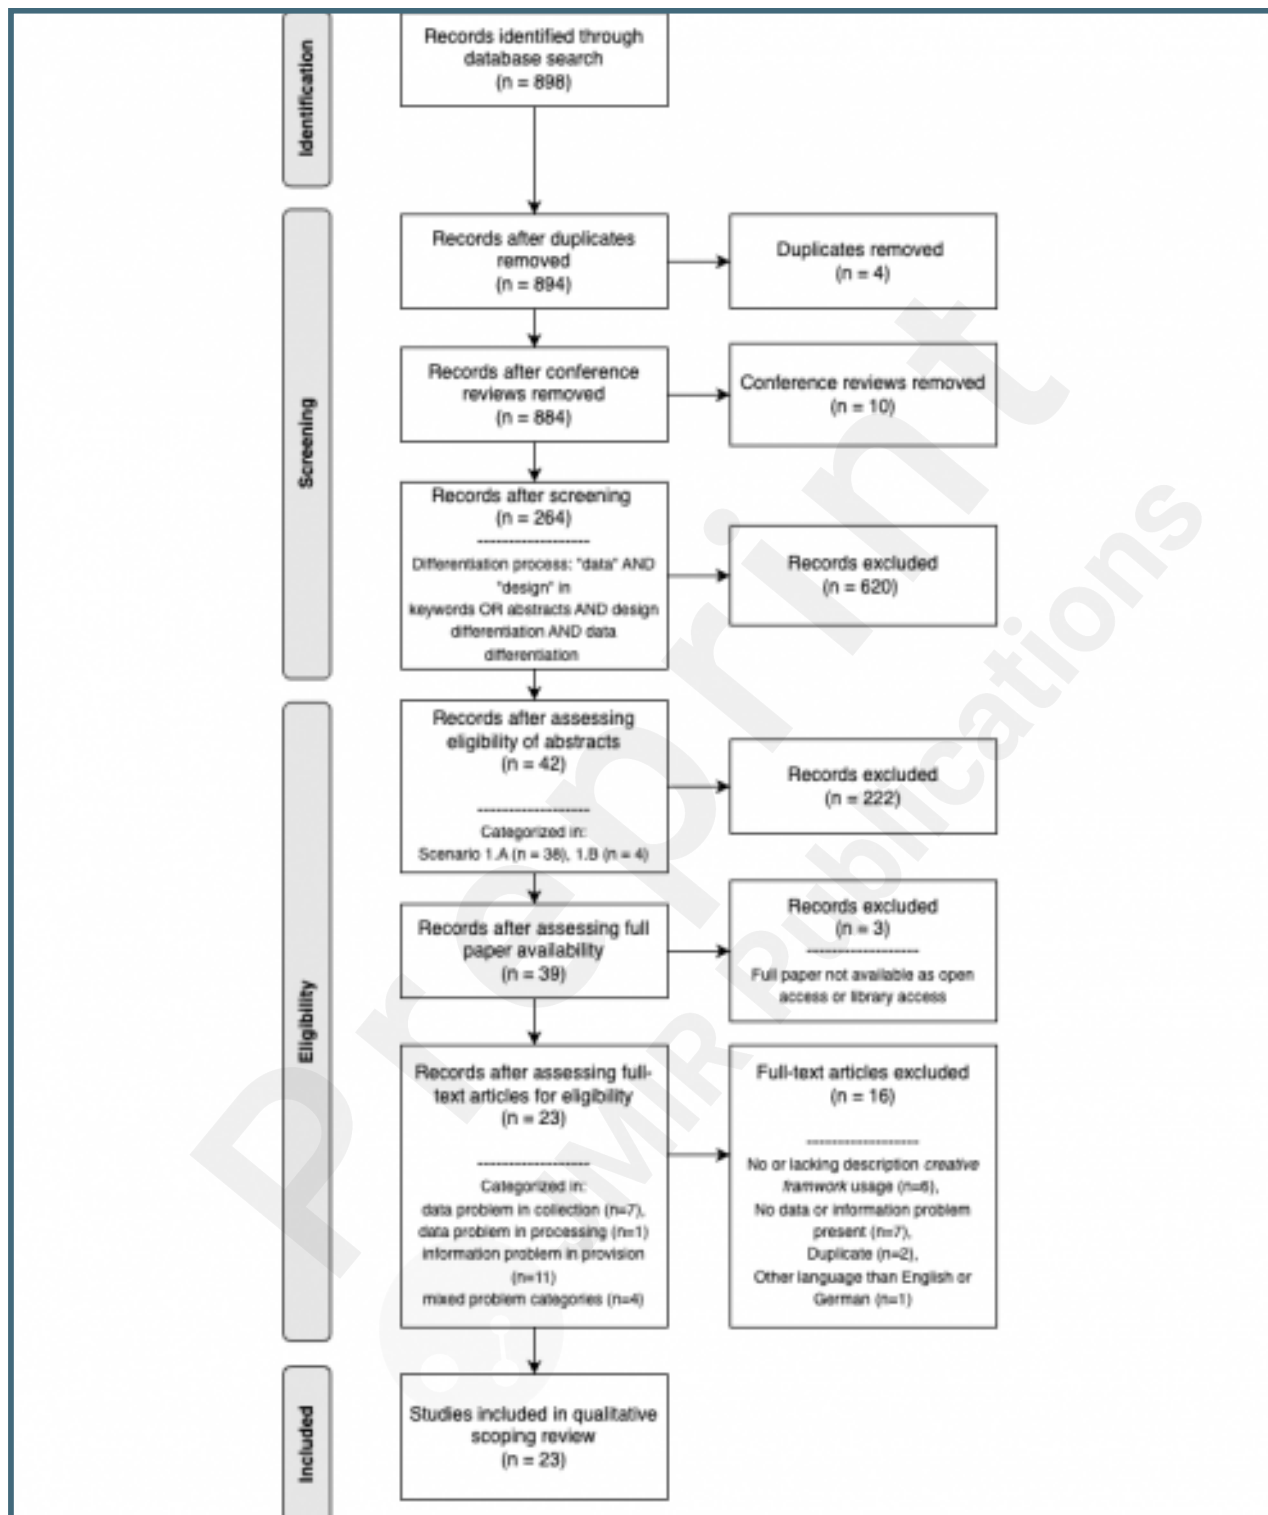 Identification
Records identified through
database search
(n = 898)
Screening
Records after duplicates
removed
(n = 894)
Duplicates removed
(n = 4)
Records after conference
reviews removed
(n = 884)
Conference reviews removed
(n = 10)
Records after screening
(n = 264)
--------------------
Differentiation process: "data" AND
"design" in
keywords OR abstracts AND design
differentiation AND data
differentiation
Records excluded
(n = 620)
Eligibility
Records after assessing
eligibility of abstracts
(n = 42)
--------------------
Categorized in:
Scenario 1.A (n = 38), 1.B (n = 4)
Records excluded
(n = 222)
Records after assessing full
paper availability
(n = 39)
Records excluded
(n = 3)
--------------------
Full paper not available as open
access or library access
Records after assessing full-
text articles for eligibility
(n = 23)
--------------------
Categorized in:
data problem in collection (n=7),
data problem in processing (n=1)
information problem in provision
(n=11)
mixed problem categories (n=4)
Full-text articles excluded
(n = 16)
--------------------
No or lacking description creative
framwork usage (n=6),
No data or information problem
present (n=7),
Duplicate (n=2),
Other language than English or
German (n=1)
Included
Studies included in qualitative
scoping review
(n = 23)
Preprint
JMIR Publications